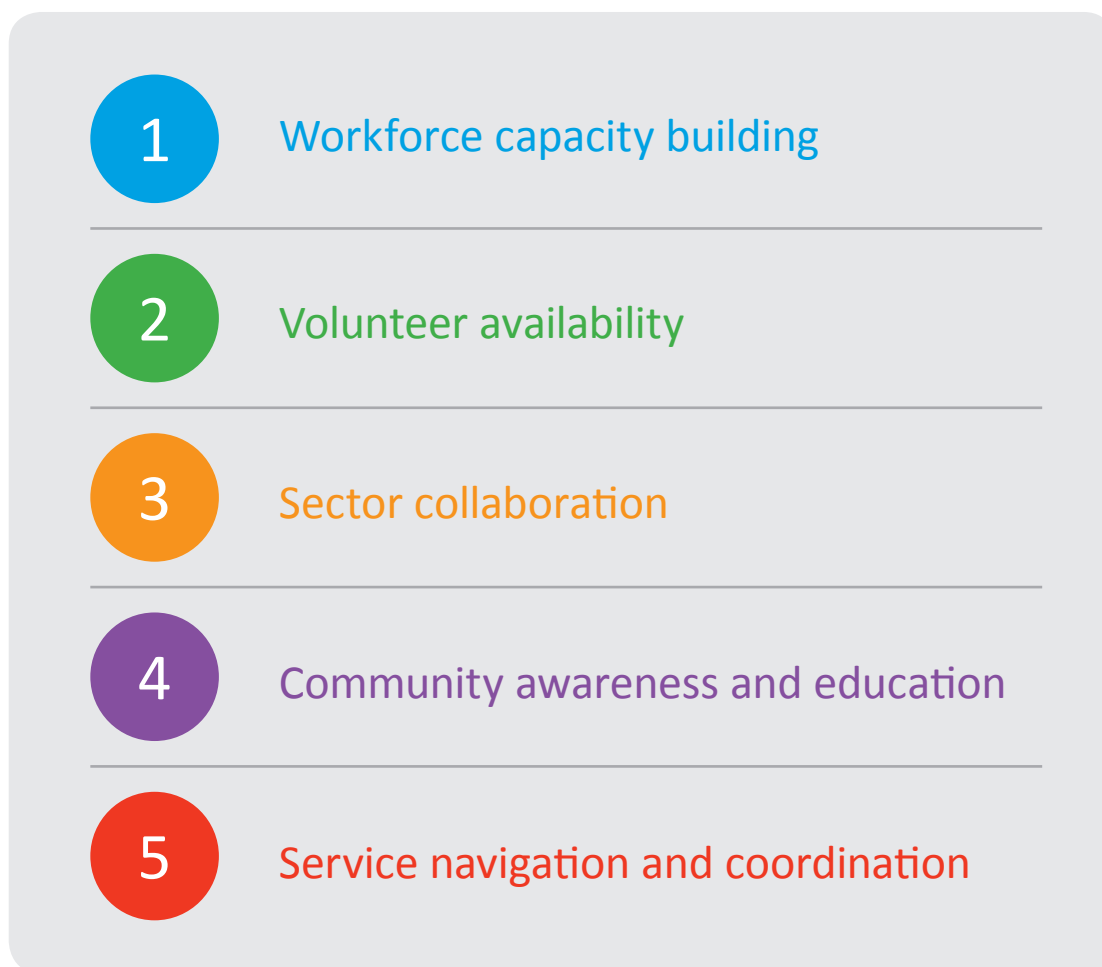 1 Workforce capacity building
2 Volunteer availability
3 Sector collaboration
4 Community awareness and education
5 Service navigation and coordination